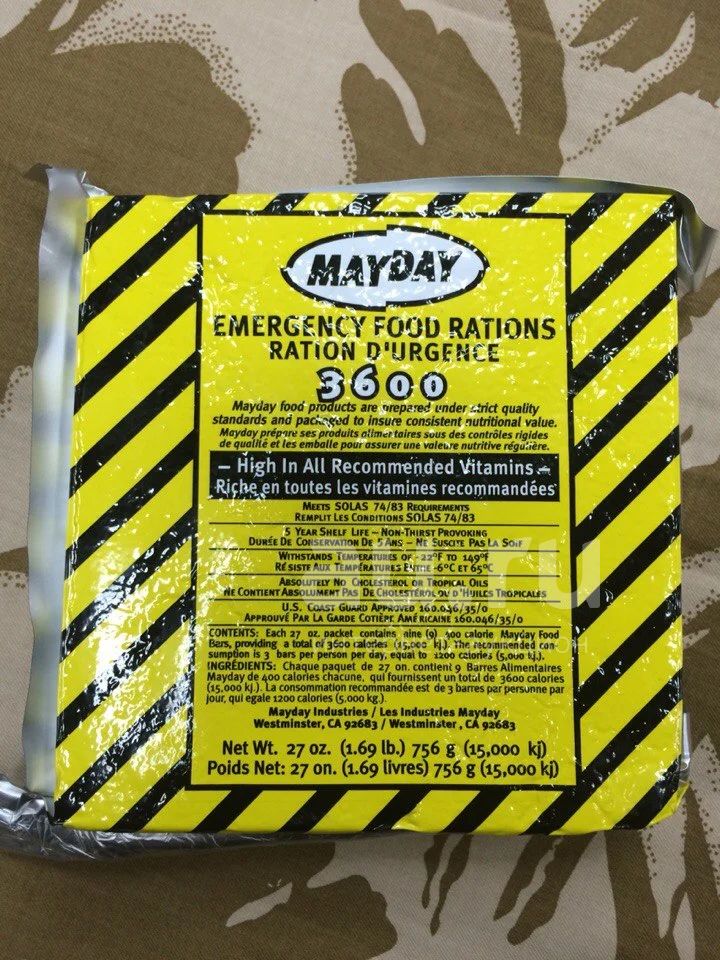 MAYDAY
EMERGENCY FOOD RATIONS
RATION D'URGENCE
3600
Mayday food products are prepared under strict quality
standards and packaged to insure consistent nutritional value.
Mayday prépare ses produits alimentaires sous des contrôles rigides
de qualité et les emballe pour assurer une valeure nutritive régulière.
– High In All Recommended Vitamins –
Riche en toutes les vitamines recommandées
MEETS SOLAS 74/83 REQUIREMENTS
REMPLIT LES CONDITIONS SOLAS 74/83
5 YEAR SHELF LIFE – NON-THIRST PROVOKING
DURÉE DE CONSERVATION DE 5 ANS – NE SUSCITE PAS LA SOIF
WITHSTANDS TEMPERATURES OF -22ºF TO 149ºF
RÉSISTE AUX TEMPÉRATURES ENTRE -6ºC ET 65ºC
ABSOLUTELY NO CHOLESTEROL OR TROPICAL OILS
NE CONTIENT ABSOLUMENT PAS DE CHOLESTÉROL OU D'HUILES TROPICALES
U.S. COAST GUARD APPROVED 160.046/35/0
APPROUVÉ PAR LA GARDE COTIÈRE AMÉRICAINE 160.046/35/0
CONTENTS: Each 27 oz. packet contains nine (9) 400 calorie Mayday Food
Bars, providing a total of 3600 calories (15,000 kj.). The recommended con-
sumption is 3 bars per person per day, equal to 1200 calories (5,000 kj.).
INGRÉDIENTS: Chaque paquet de 27 on. contient 9 Barres Alimentaires
Mayday de 400 calories chacune, qui fournissent un total de 3600 calories
(15,000 kj.). La consommation recommandée est de 3 barres par personne par
jour, qui egale 1200 calories (5.000 kg.).
Mayday Industries / Les Industries Mayday
Westminster, CA 92683 / Westminster, CA 92683
Net Wt. 27 oz. (1.69 lb.) 756 g (15,000 kj)
Poids Net: 27 on. (1.69 livres) 756 g (15,000 kj)